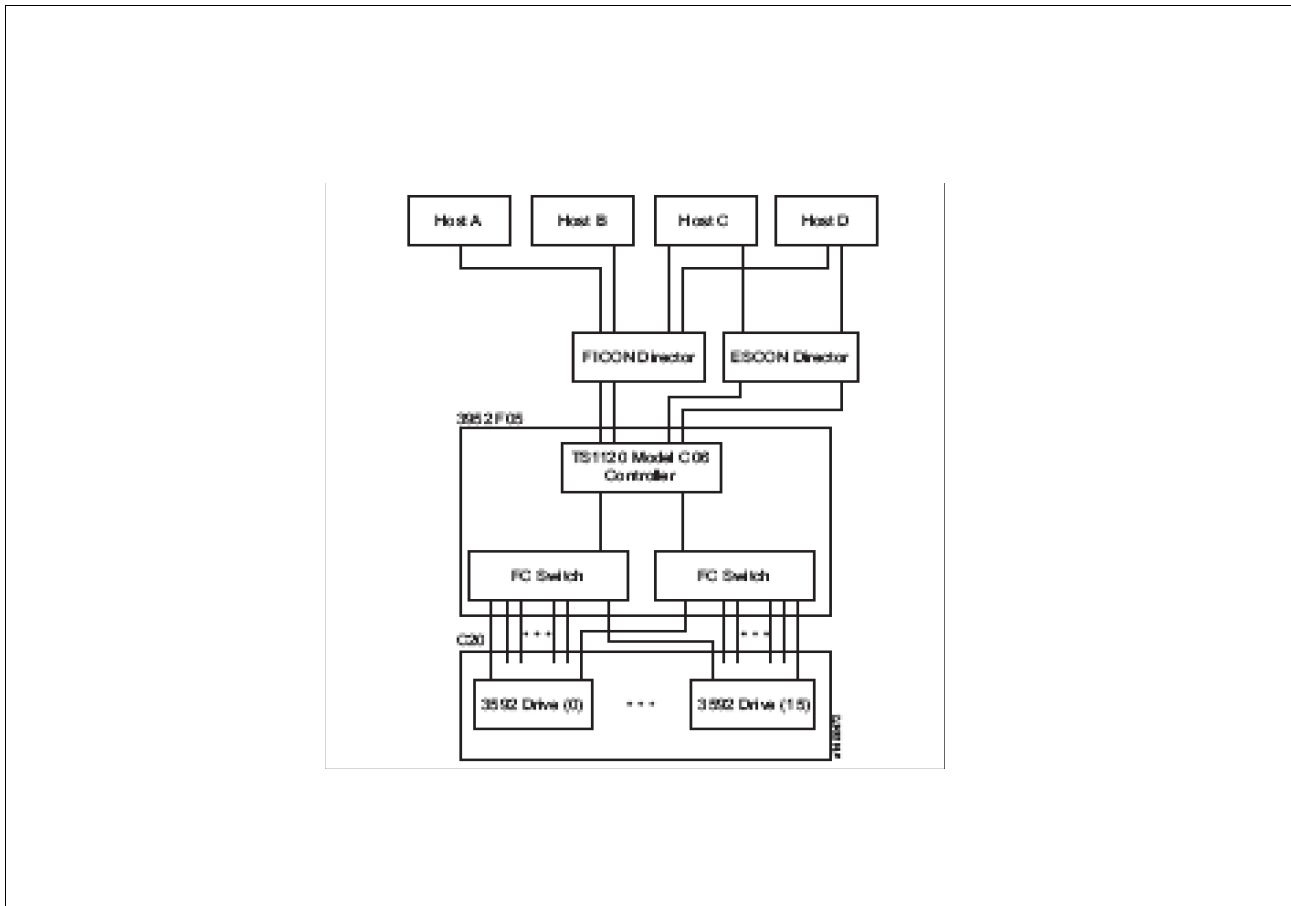 Host A
Host B
Host C
Host D
FICON Director
ESCON Director
3952 F05
TS1120 Model C06
Controller
FC Switch
FC Switch
C20
3592 Drive (0)
3592 Drive (15)